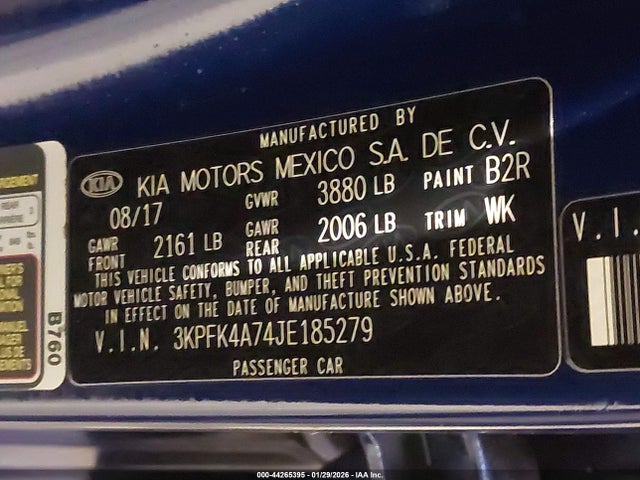 MANUFACTURED BY
KIA KIA MOTORS MEXICO S.A. DE C.V.
08/17 GVWR 3880 LB PAINT B2R
GAWR FRONT 2161 LB GAWR REAR 2006 LB TRIM WK
THIS VEHICLE CONFORMS TO ALL APPLICABLE U.S.A. FEDERAL
MOTOR VEHICLE SAFETY, BUMPER, AND THEFT PREVENTION STANDARDS
IN EFFECT ON THE DATE OF MANUFACTURE SHOWN ABOVE.
V.I.N. 3KPFK4A74JE185279
PASSENGER CAR
B760
V.I.
000-44265395 - 01/29/2026 - IAA Inc.